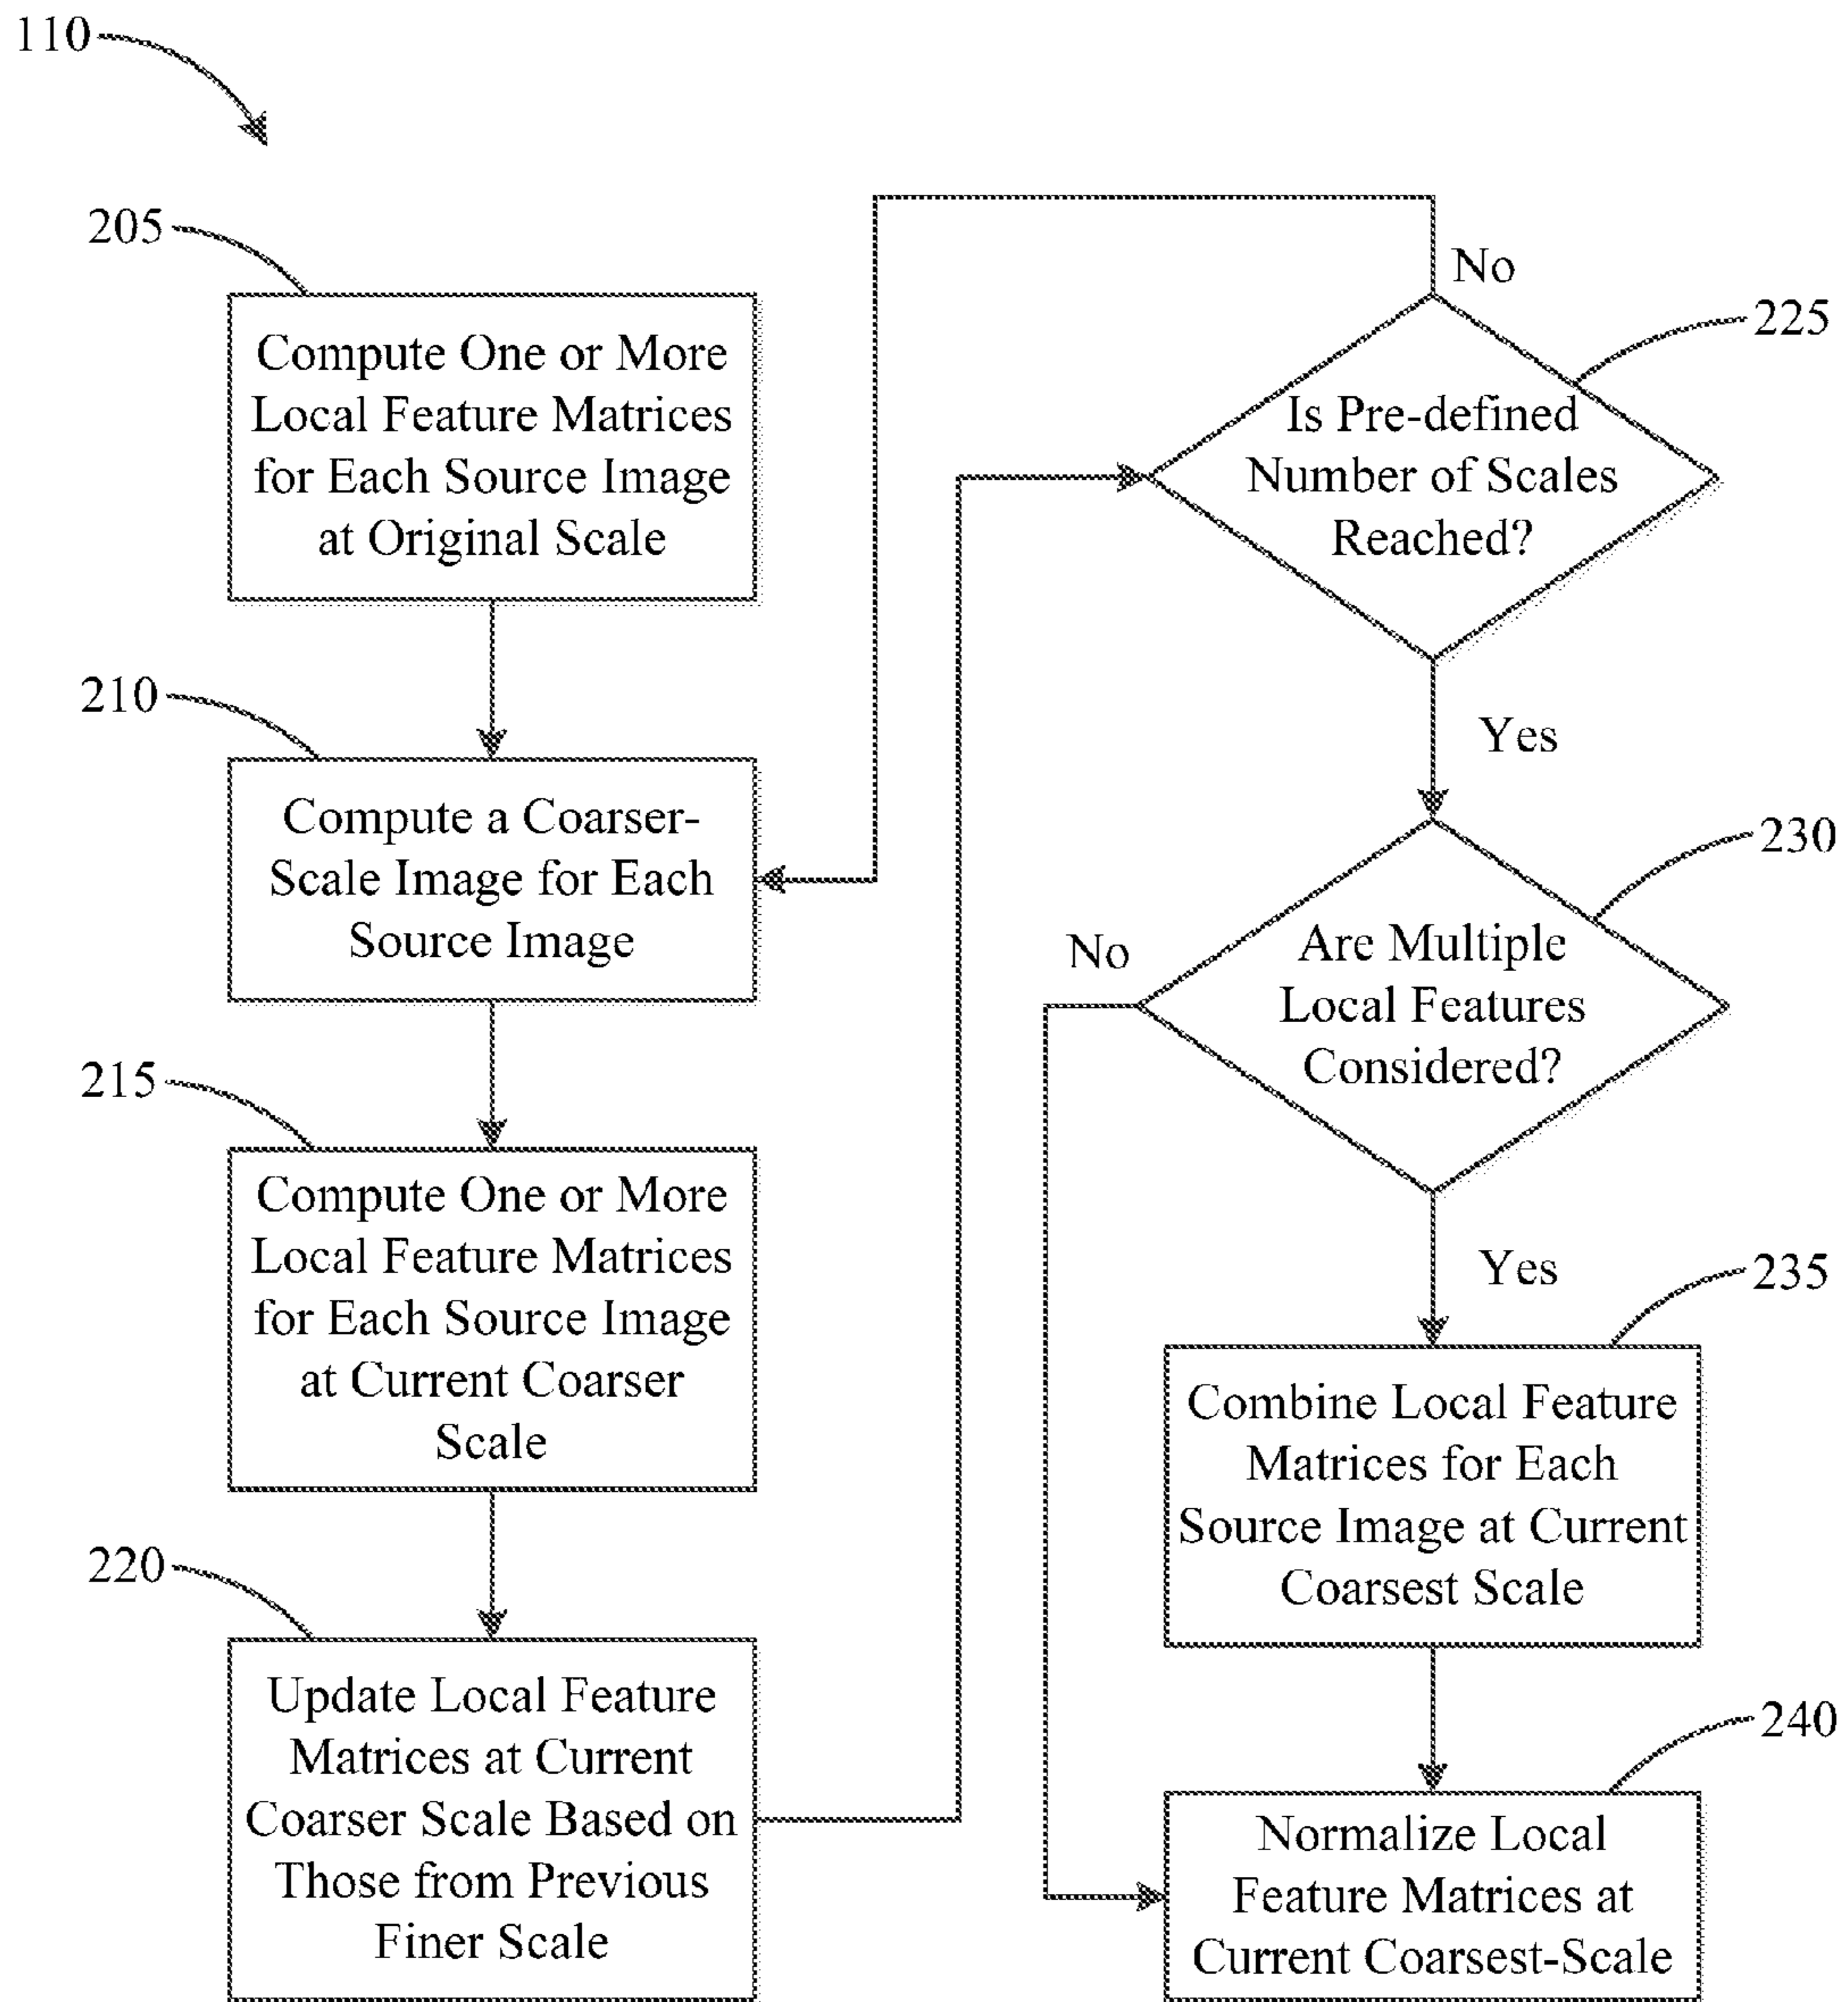 110
205
Compute One or More
Local Feature Matrices
for Each Source Image
at Original Scale
210
Compute a Coarser-
Scale Image for Each
Source Image
215
Compute One or More
Local Feature Matrices
for Each Source Image
at Current Coarser
Scale
220
Update Local Feature
Matrices at Current
Coarser Scale Based on
Those from Previous
Finer Scale
No
225
Is Pre-defined
Number of Scales
Reached?
Yes
230
No
Are Multiple
Local Features
Considered?
Yes
235
Combine Local Feature
Matrices for Each
Source Image at Current
Coarsest Scale
240
Normalize Local
Feature Matrices at
Current Coarsest-Scale